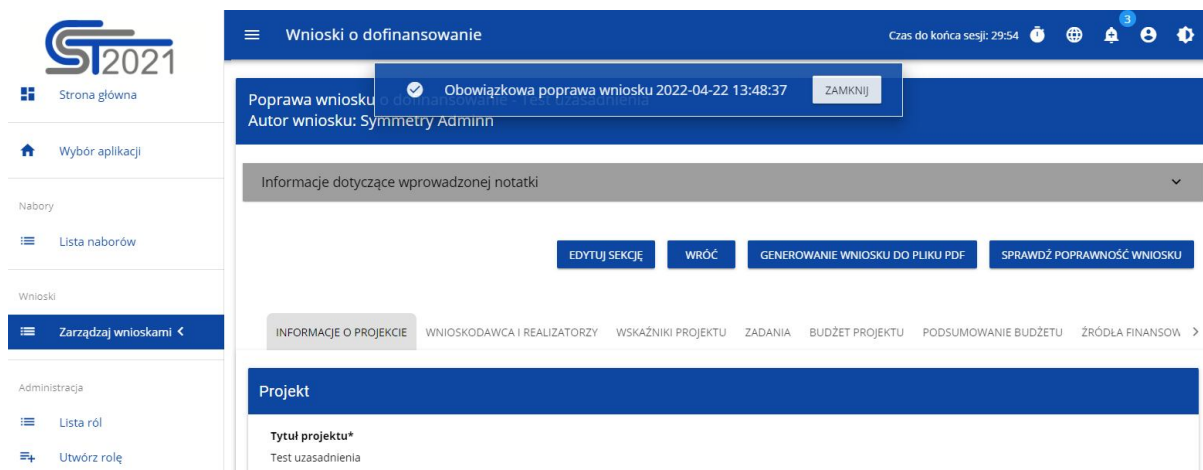 ST2021
Wnioski o dofinansowanie
Czas do końca sesji: 29:54
3
Strona główna
Wybór aplikacji
Nabory
Lista naborów
Wnioski
Zarządzaj wnioskami
Administracja
Lista ról
Utwórz rolę
Obowiązkowa poprawa wniosku 2022-04-22 13:48:37
ZAMKNIJ
Poprawa wniosku o dofinansowanie - Test uzasadnienia
Autor wniosku: Symmetry Adminn
Informacje dotyczące wprowadzonej notatki
EDYTUJ SEKCJĘ
WRÓĆ
GENEROWANIE WNIOSKU DO PLIKU PDF
SPRAWDŹ POPRAWNOŚĆ WNIOSKU
INFORMACJE O PROJEKCIE
WNIOSKODAWCA I REALIZATORZY
WSKAŹNIKI PROJEKTU
ZADANIA
BUDŻET PROJEKTU
PODSUMOWANIE BUDŻETU
ŹRÓDŁA FINANSOW
Projekt
Tytuł projektu*
Test uzasadnienia